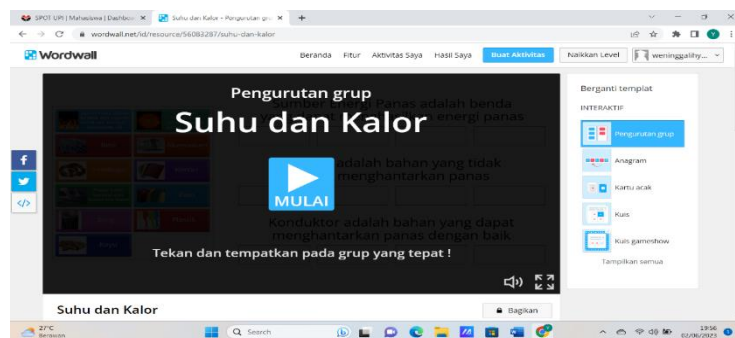 SPOT UPI | Mahasiswa | Dashbo
Suhu dan Kalor - Pengurutan gru
wordwall.net/id/resource/56083287/suhu-dan-kalor
Wordwall
Beranda Fitur Aktivitas Saya Hasil Saya Buat Aktivitas Naikkan Level weninggalihy...
Pengurutan grup
Suhu dan Kalor
Sumber Energi Panas adalah benda
energi panas
adalah bahan yang tidak
menghantarkan panas
MULAI
Konduktor adalah bahan yang dapat
menghantarkan panas dengan baik
Tekan dan tempatkan pada grup yang tepat !
Berganti templat
INTERAKTIF
Pengurutan grup
Anagram
Kartu acak
Kuis
Kuis gameshow
Tampilkan semua
Suhu dan Kalor
Bagikan
27°C
Berawan
Search
19:56
02/06/2023